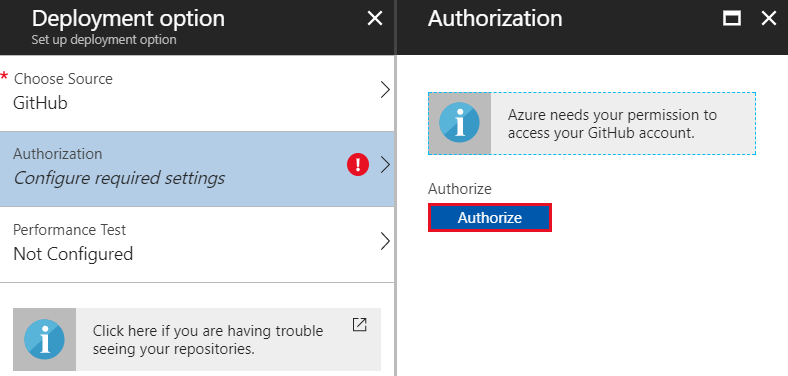 Deployment option
Set up deployment option
* Choose Source
GitHub
Authorization
Configure required settings
Performance Test
Not Configured
Click here if you are having trouble
seeing your repositories.
Authorization
Azure needs your permission to
access your GitHub account.
Authorize
Authorize